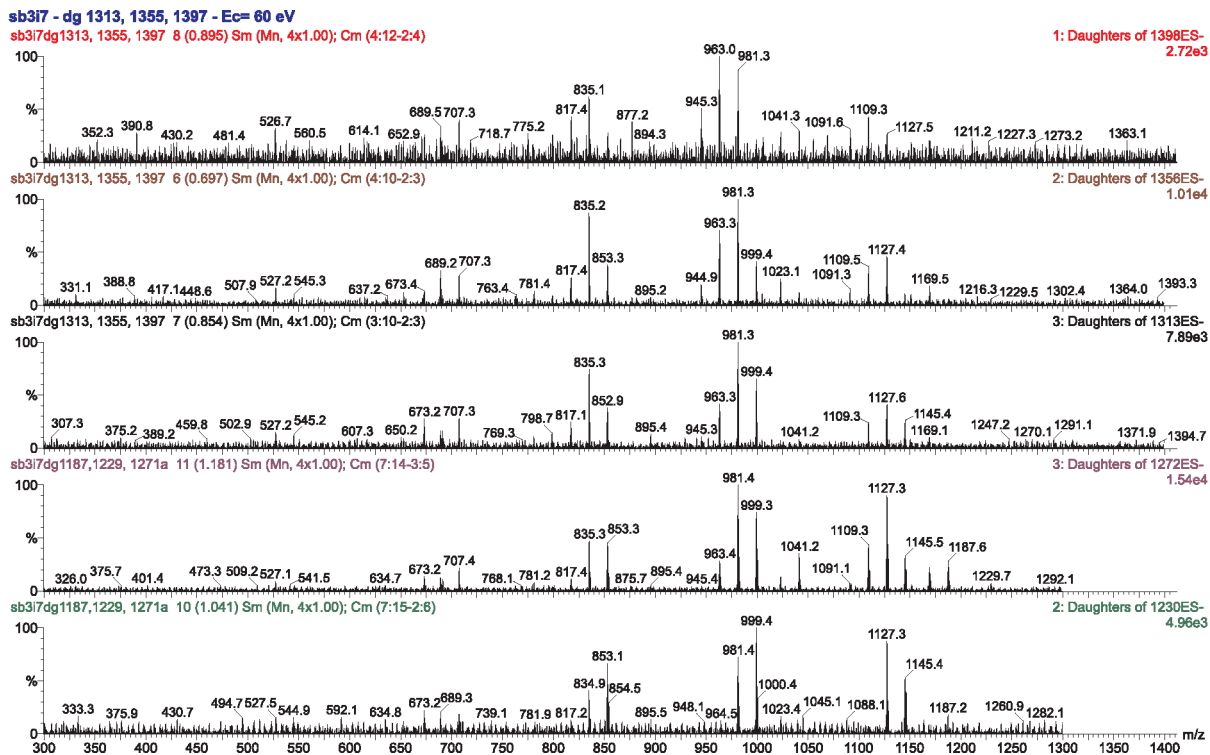 sb3i7 - dg 1313, 1355, 1397 - Ec= 60 eV
sb3i7dg1313, 1355, 1397 8 (0.895) Sm (Mn, 4x1.00); Cm (4:12-2:4)
1: Daughters of 1398ES-
2.72e3
100
%
0
352.3 390.8 430.2 481.4 526.7 560.5 614.1 652.9 689.5 707.3 718.7 775.2 817.4 835.1 877.2 894.3 945.3 963.0 981.3 1041.3 1091.6 1109.3 1127.5 1211.2 1227.3 1273.2 1363.1
sb3i7dg1313, 1355, 1397 6 (0.697) Sm (Mn, 4x1.00); Cm (4:10-2:3)
2: Daughters of 1356ES-
1.01e4
100
%
0
331.1 388.8 417.1 448.6 507.9 527.2 545.3 637.2 673.4 689.2 707.3 763.4 781.4 817.4 835.2 853.3 895.2 944.9 963.3 981.3 999.4 1023.1 1091.3 1109.5 1127.4 1169.5 1216.3 1229.5 1302.4 1364.0 1393.3
sb3i7dg1313, 1355, 1397 7 (0.854) Sm (Mn, 4x1.00); Cm (3:10-2:3)
3: Daughters of 1313ES-
7.89e3
100
%
0
307.3 375.2 389.2 459.8 502.9 527.2 545.2 607.3 650.2 673.2 707.3 769.3 798.7 817.1 835.3 852.9 895.4 945.3 963.3 981.3 999.4 1041.2 1109.3 1127.6 1145.4 1169.1 1247.2 1270.1 1291.1 1371.9 1394.7
sb3i7dg1187,1229, 1271a 11 (1.181) Sm (Mn, 4x1.00); Cm (7:14-3:5)
3: Daughters of 1272ES-
1.54e4
100
%
0
326.0 375.7 401.4 473.3 509.2 527.1 541.5 634.7 673.2 707.4 768.1 781.2 817.4 835.3 853.3 875.7 895.4 945.4 963.4 981.4 999.3 1041.2 1091.1 1109.3 1127.3 1145.5 1187.6 1229.7 1292.1
sb3i7dg1187,1229, 1271a 10 (1.041) Sm (Mn, 4x1.00); Cm (7:15-2:6)
2: Daughters of 1230ES-
4.96e3
100
%
0
333.3 375.9 430.7 494.7 527.5 544.9 592.1 634.8 673.2 689.3 739.1 781.9 817.2 834.9 853.1 854.5 895.5 948.1 964.5 981.4 999.4 1000.4 1023.4 1045.1 1088.1 1127.3 1145.4 1187.2 1260.9 1282.1
300 350 400 450 500 550 600 650 700 750 800 850 900 950 1000 1050 1100 1150 1200 1250 1300 1350 1400 m/z